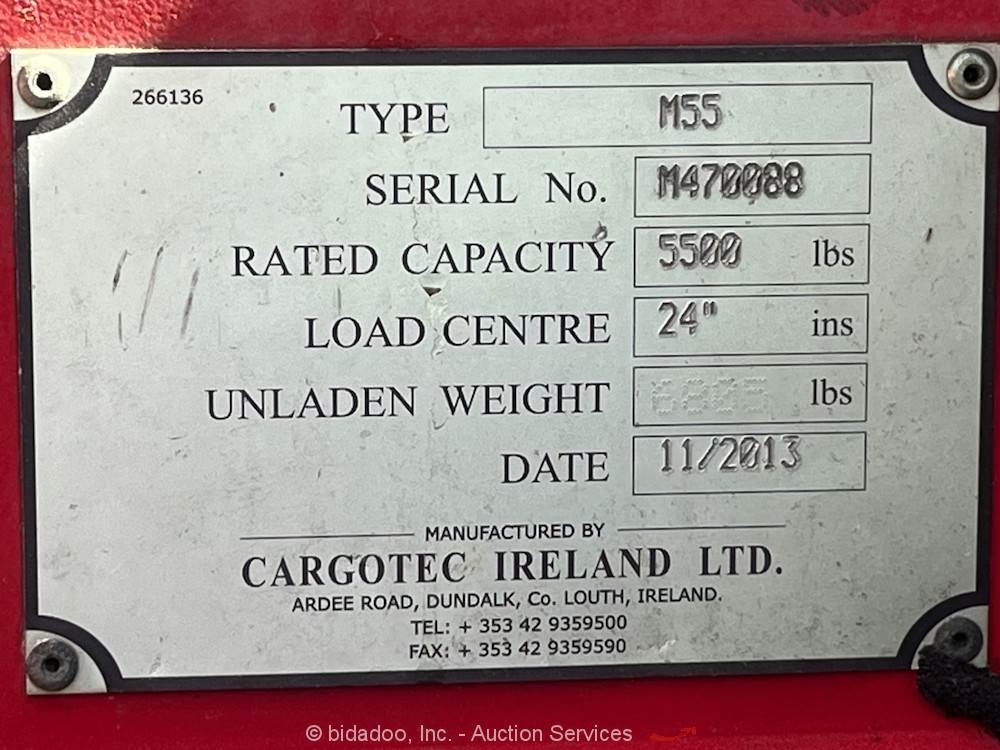 266136
TYPE M55
SERIAL No. M470088
RATED CAPACITY 5500 lbs
LOAD CENTRE 24" ins
UNLADEN WEIGHT 6805 lbs
DATE 11/2013
MANUFACTURED BY
CARGOTEC IRELAND LTD.
ARDEE ROAD, DUNDALK, Co. LOUTH, IRELAND.
TEL: + 353 42 9359500
FAX: + 353 42 9359590
© bidadoo, Inc. - Auction Services